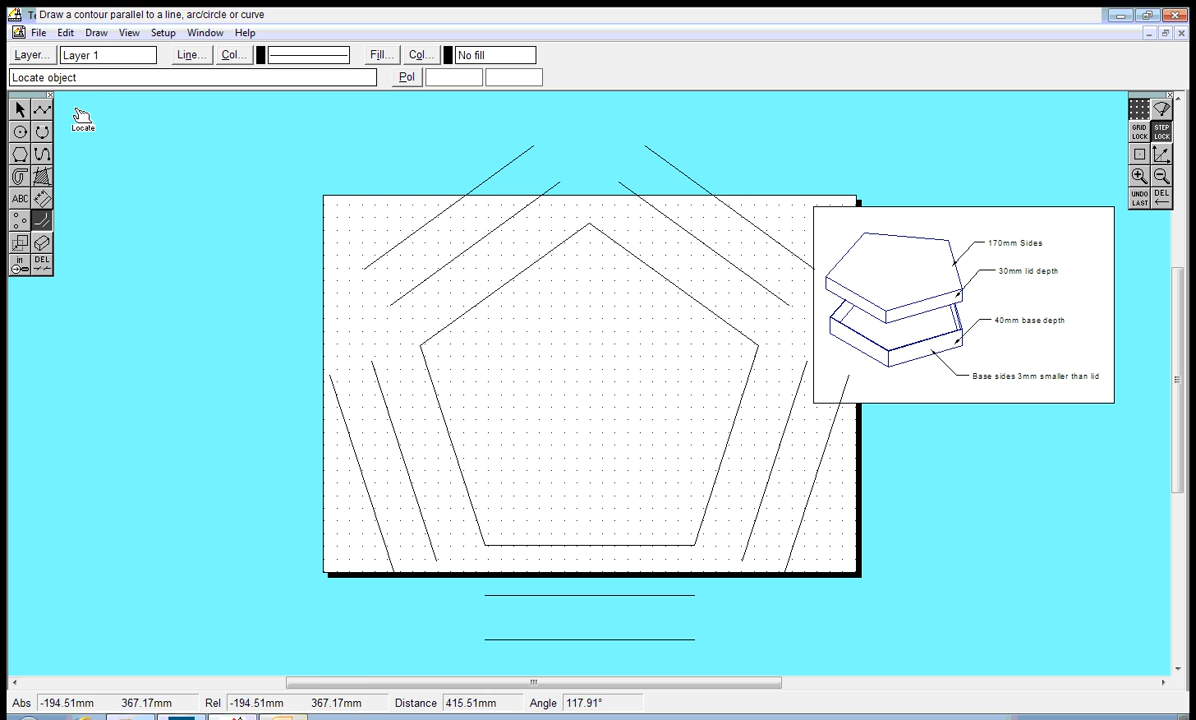 Draw a contour parallel to a line, arc/circle or curve
File Edit Draw View Setup Window Help
Layer... Layer 1 Line... Col... Fill... Col... No fill
Locate object Pol
Locate
ABC
in DEL
GRID LOCK STEP LOCK
UNDO LAST DEL
170mm Sides
30mm lid depth
40mm base depth
Base sides 3mm smaller than lid
Abs -194.51mm 367.17mm Rel -194.51mm 367.17mm Distance 415.51mm Angle 117.91°